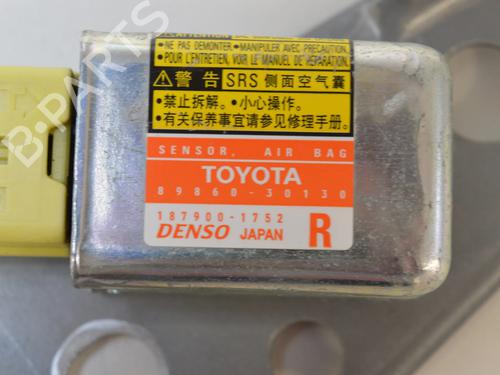 •NE PAS DEMONTER. •MANIPULER AVEC PRECAUTION.
•POUR L'ENTRETIEN, VOIR LE MANUEL DE REPARATION.
警告 SRS 侧面空气囊
•禁止拆解。•小心操作。
•有关保养事宜请参见修理手册。
SENSOR, AIR BAG
TOYOTA
89860-30130
187900-1752
DENSO JAPAN R
B-PARTS